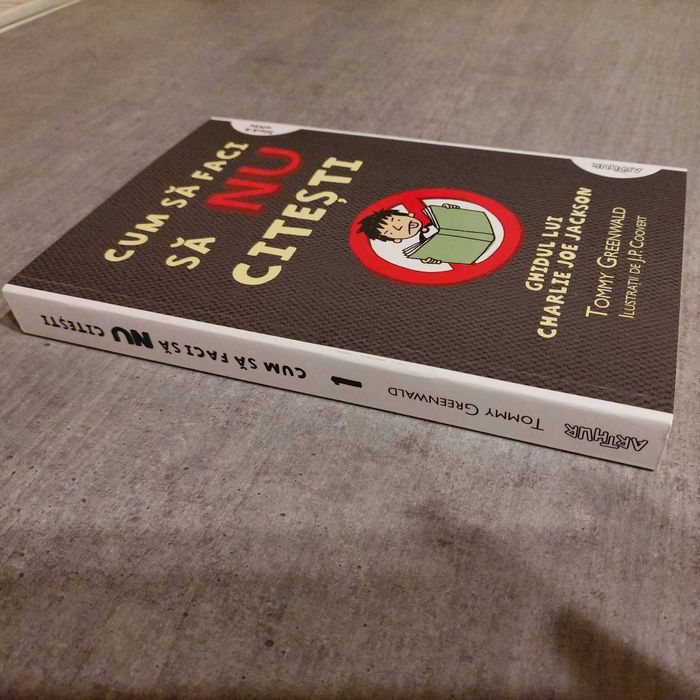 CUM SĂ FACI
SĂ NU
CITEȘTI
GHIDUL LUI
CHARLIE JOE JACKSON
TOMMY GREENWALD
ILUSTRAȚII DE J.P. COOVERT
ARTHUR
CUM SĂ FACI SĂ NU CITEȘTI
1
TOMMY GREENWALD
ARTHUR